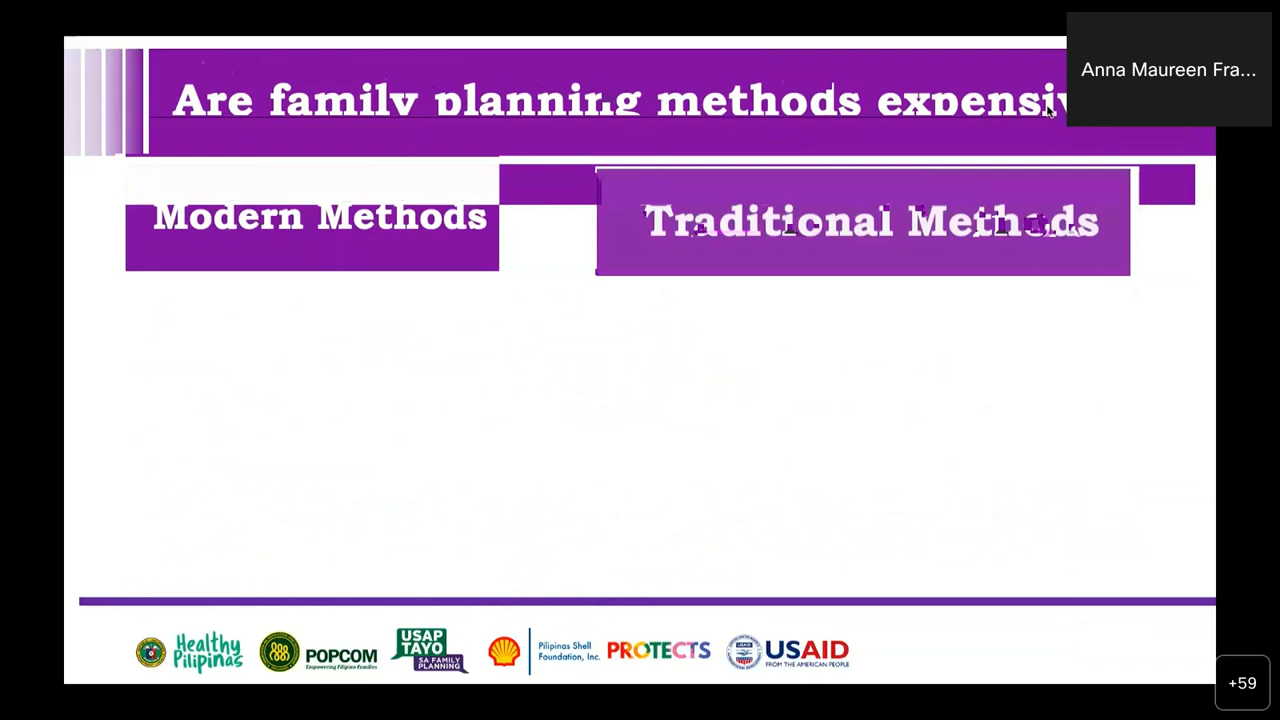 Anna Maureen Fra...
Are family planning methods expensiv
Modern Methods
Traditional Methods
Healthy
Pilipinas
POPCOM
Empowering Filipino Families
USAP
TAYO
SA FAMILY
PLANNING
Pilipinas Shell
Foundation, Inc.
PROTECTS
USAID
FROM THE AMERICAN PEOPLE
+59